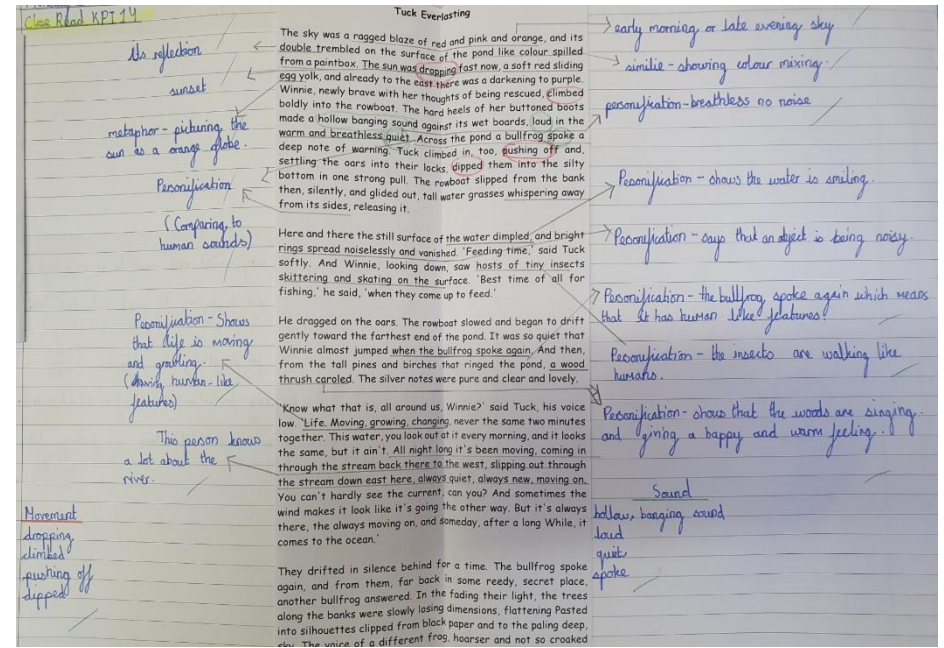 Close Read KPI 14
Its reflection
sunset
metaphor - picturing the
sun as a orange globe.
Personification
(Comparing to
human sounds)
Personification - Shows
that life is moving
and
(having human-like
features)
This person knows
a lot about the
river.
Movement
dropping
climbed
pushing off
dipped
Tuck Everlasting
The sky was a ragged blaze of red and pink and orange, and its
double trembled on the surface of the pond like colour spilled
from a paintbox. The sun was dropping fast now, a soft red sliding
egg yolk, and already to the east there was a darkening to purple.
Winnie, newly brave with her thoughts of being rescued, climbed
boldly into the rowboat. The hard heels of her buttoned boots
made a hollow banging sound against its wet boards, loud in the
warm and breathless quiet. Across the pond a bullfrog spoke a
deep note of warning. Tuck climbed in, too, pushing off and,
settling the oars into their locks, dipped them into the silty
bottom in one strong pull. The rowboat slipped from the bank
then, silently, and glided out, tall water grasses whispering away
from its sides, releasing it.
Here and there the still surface of the water dimpled, and bright
rings spread noiselessly and vanished. 'Feeding time,' said Tuck
softly. And Winnie, looking down, saw hosts of tiny insects
skittering and skating on the surface. 'Best time of all for
fishing,' he said, 'when they come up to feed.'
He dragged on the oars. The rowboat slowed and began to drift
gently toward the farthest end of the pond. It was so quiet that
Winnie almost jumped when the bullfrog spoke again. And then,
from the tall pines and birches that ringed the pond, a wood
thrush caroled. The silver notes were pure and clear and lovely.
'Know what that is, all around us, Winnie?' said Tuck, his voice
low. 'Life. Moving, growing, changing, never the same two minutes
together. This water, you look out at it every morning, and it looks
the same, but it ain't. All night long it's been moving, coming in
through the stream back there to the west, slipping out through
the stream down east here, always quiet, always new, moving on.
You can't hardly see the current, can you? And sometimes the
wind makes it look like it's going the other way. But it's always
there, the always moving on, and someday, after a long While, it
comes to the ocean.'
They drifted in silence behind for a time. The bullfrog spoke
again, and from them, far back in some reedy, secret place,
another bullfrog answered. In the fading their light, the trees
along the banks were slowly losing dimensions, flattening Pasted
into silhouettes clipped from black paper and to the paling deep,
sky. The voice of a different frog, hoarser and not so croaked
early morning, or late evening sky
similie - showing colour mixing.
personification - breathless no noise
Personification - shows the water is smiling.
Personification - says that an object is being noisy.
Personification - the bullfrog spoke again which means
that it has human like features.
Personification - the insects are walking like
humans.
Personification - shows that the woods are singing.
and giving a happy and warm feeling.
Sound
hollow, banging sound
loud
quiet
spoke